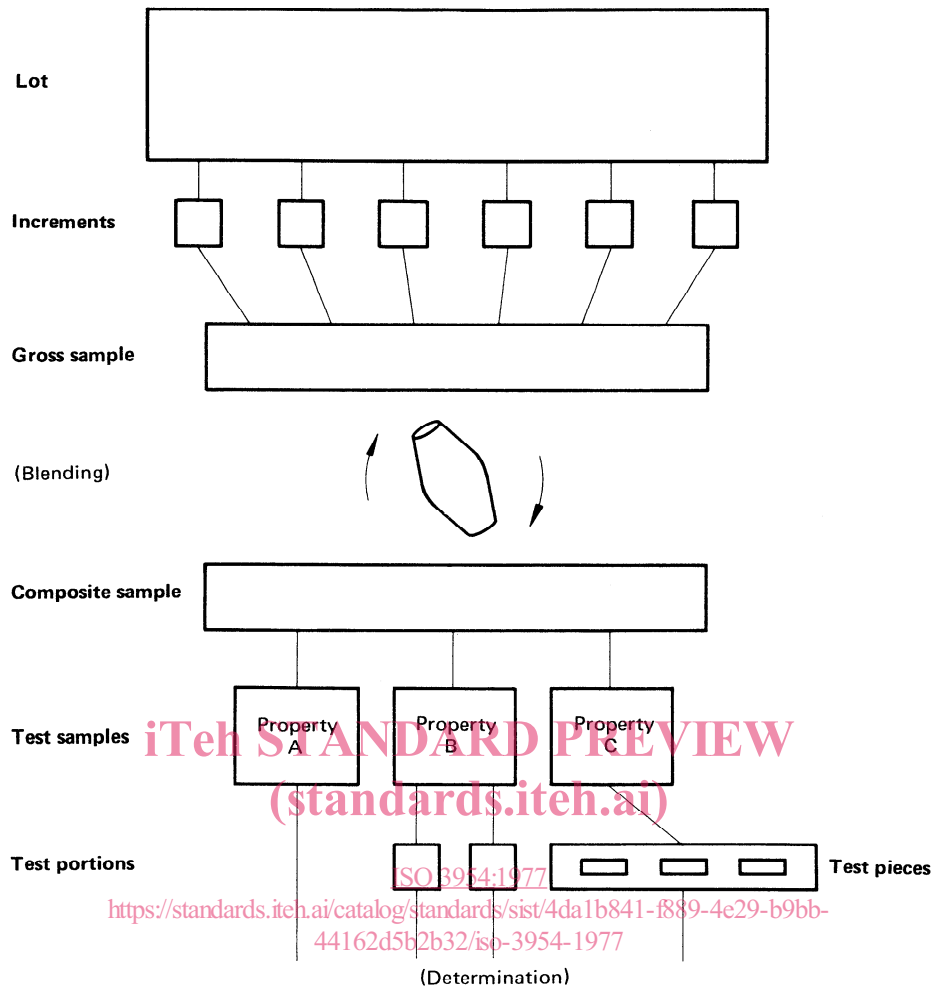 Lot
Increments
Gross sample
(Blending)
Composite sample
Test samples
Property
A
Property
B
Property
C
iTeh STANDARD PREVIEW
(standards.iteh.ai)
Test portions
Test pieces
ISO 3954:1977
https://standards.iteh.ai/catalog/standards/sist/4da1b841-f889-4e29-b9bb-
44162d5b2b32/iso-3954-1977
(Determination)